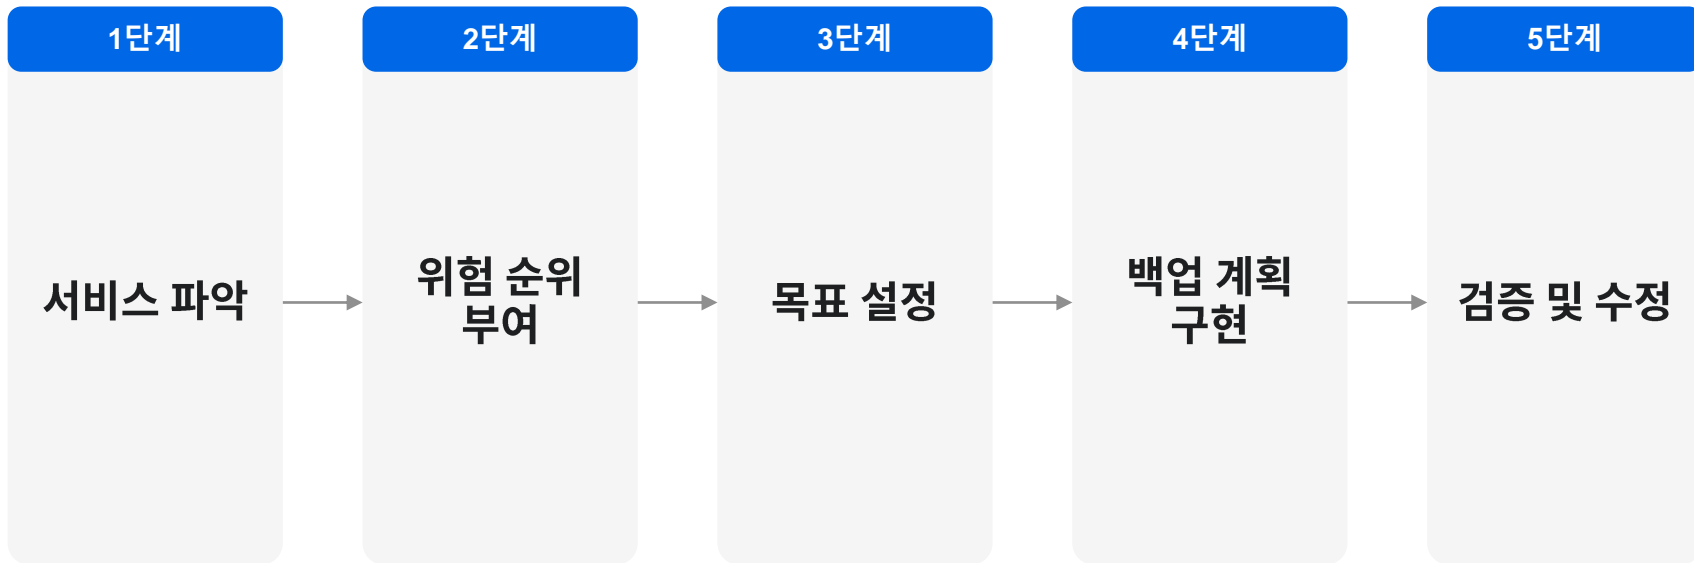 1단계
서비스 파악
2단계
위험 순위
부여
3단계
목표 설정
4단계
백업 계획
구현
5단계
검증 및 수정